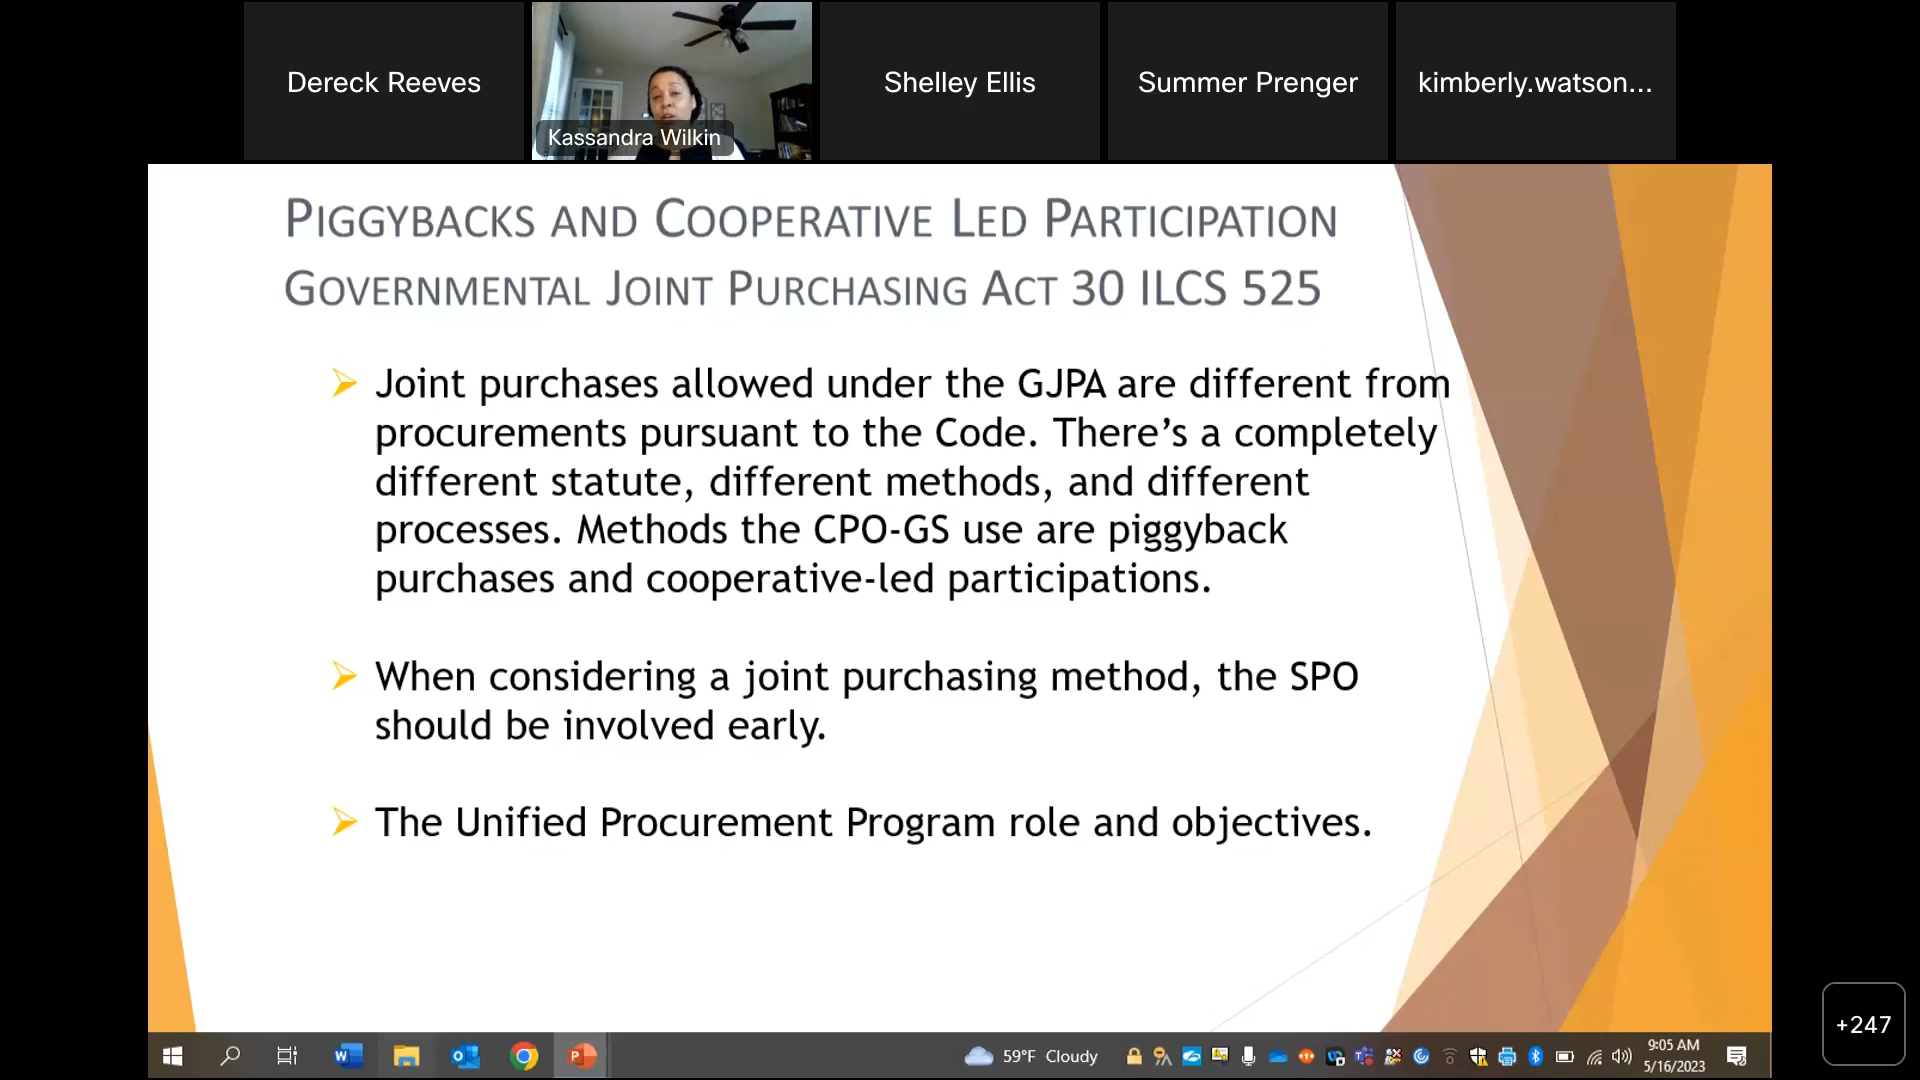 Dereck Reeves
Kassandra Wilkin
Shelley Ellis
Summer Prenger
kimberly.watson...
PIGGYBACKS AND COOPERATIVE LED PARTICIPATION
GOVERNMENTAL JOINT PURCHASING ACT 30 ILCS 525
Joint purchases allowed under the GJPA are different from
procurements pursuant to the Code. There’s a completely
different statute, different methods, and different
processes. Methods the CPO-GS use are piggyback
purchases and cooperative-led participations.
When considering a joint purchasing method, the SPO
should be involved early.
The Unified Procurement Program role and objectives.
+247
59°F Cloudy
9:05 AM
5/16/2023